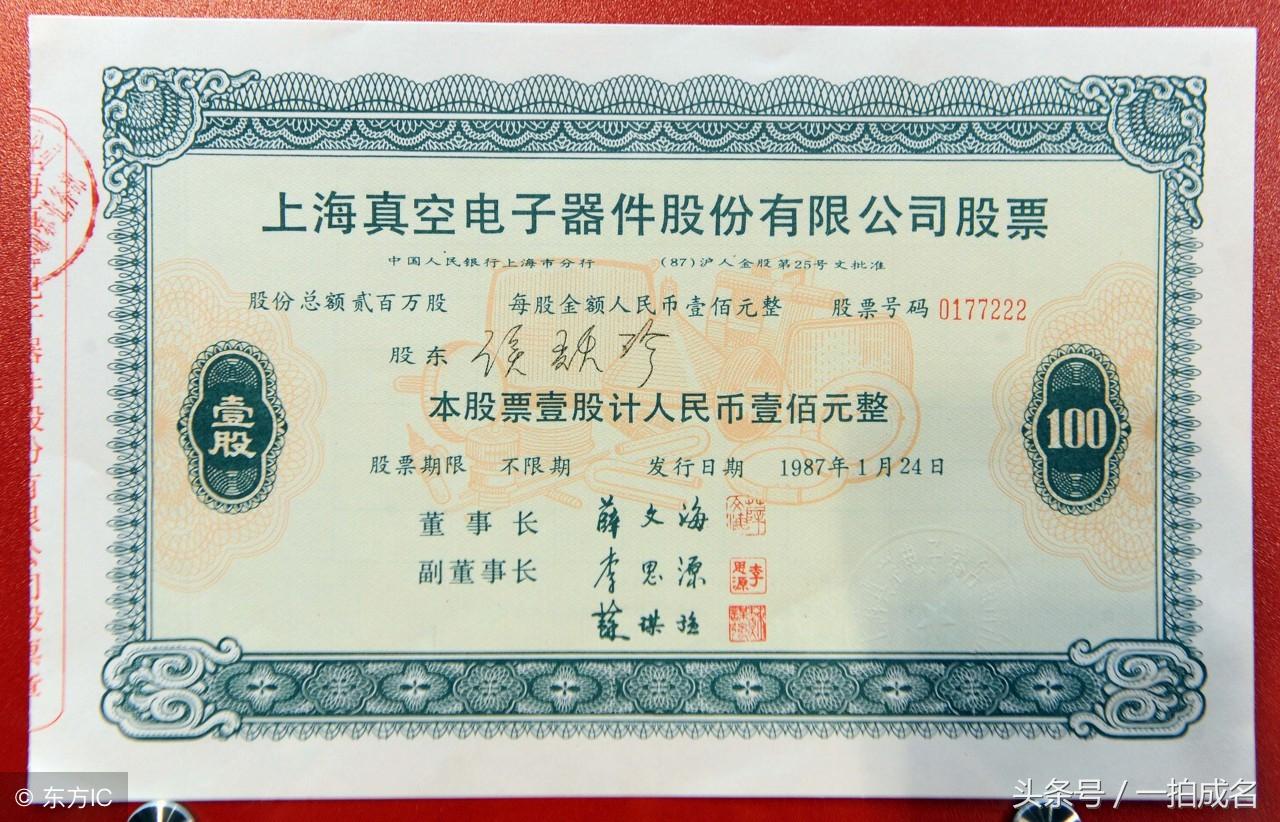 上海真空电子器件股份有限公司股票
中国人民银行上海市分行 (87)沪人金股第25号文批准
股份总额贰百万股 每股金额人民币壹佰元整 股票号码 0177222
股东
本股票壹股计人民币壹佰元整
壹股
100
股票期限 不限期 发行日期 1987年1月24日
董事长 薛文海
副董事长 李思源
李思源
© 东方IC
头条号 / 一拍成名